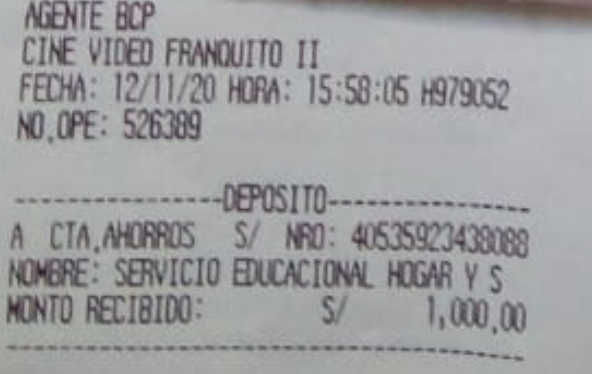 AGENTE BCP
CINE VIDEO FRANQUITO II
FECHA: 12/11/20 HORA: 15:58:05 H979052
NO.OPE: 526389
----------------DEPOSITO----------------
A CTA.AHORROS S/ NRO: 40535923438088
NOMBRE: SERVICIO EDUCACIONAL HOGAR Y S
MONTO RECIBIDO: S/ 1,000.00
----------------------------------------